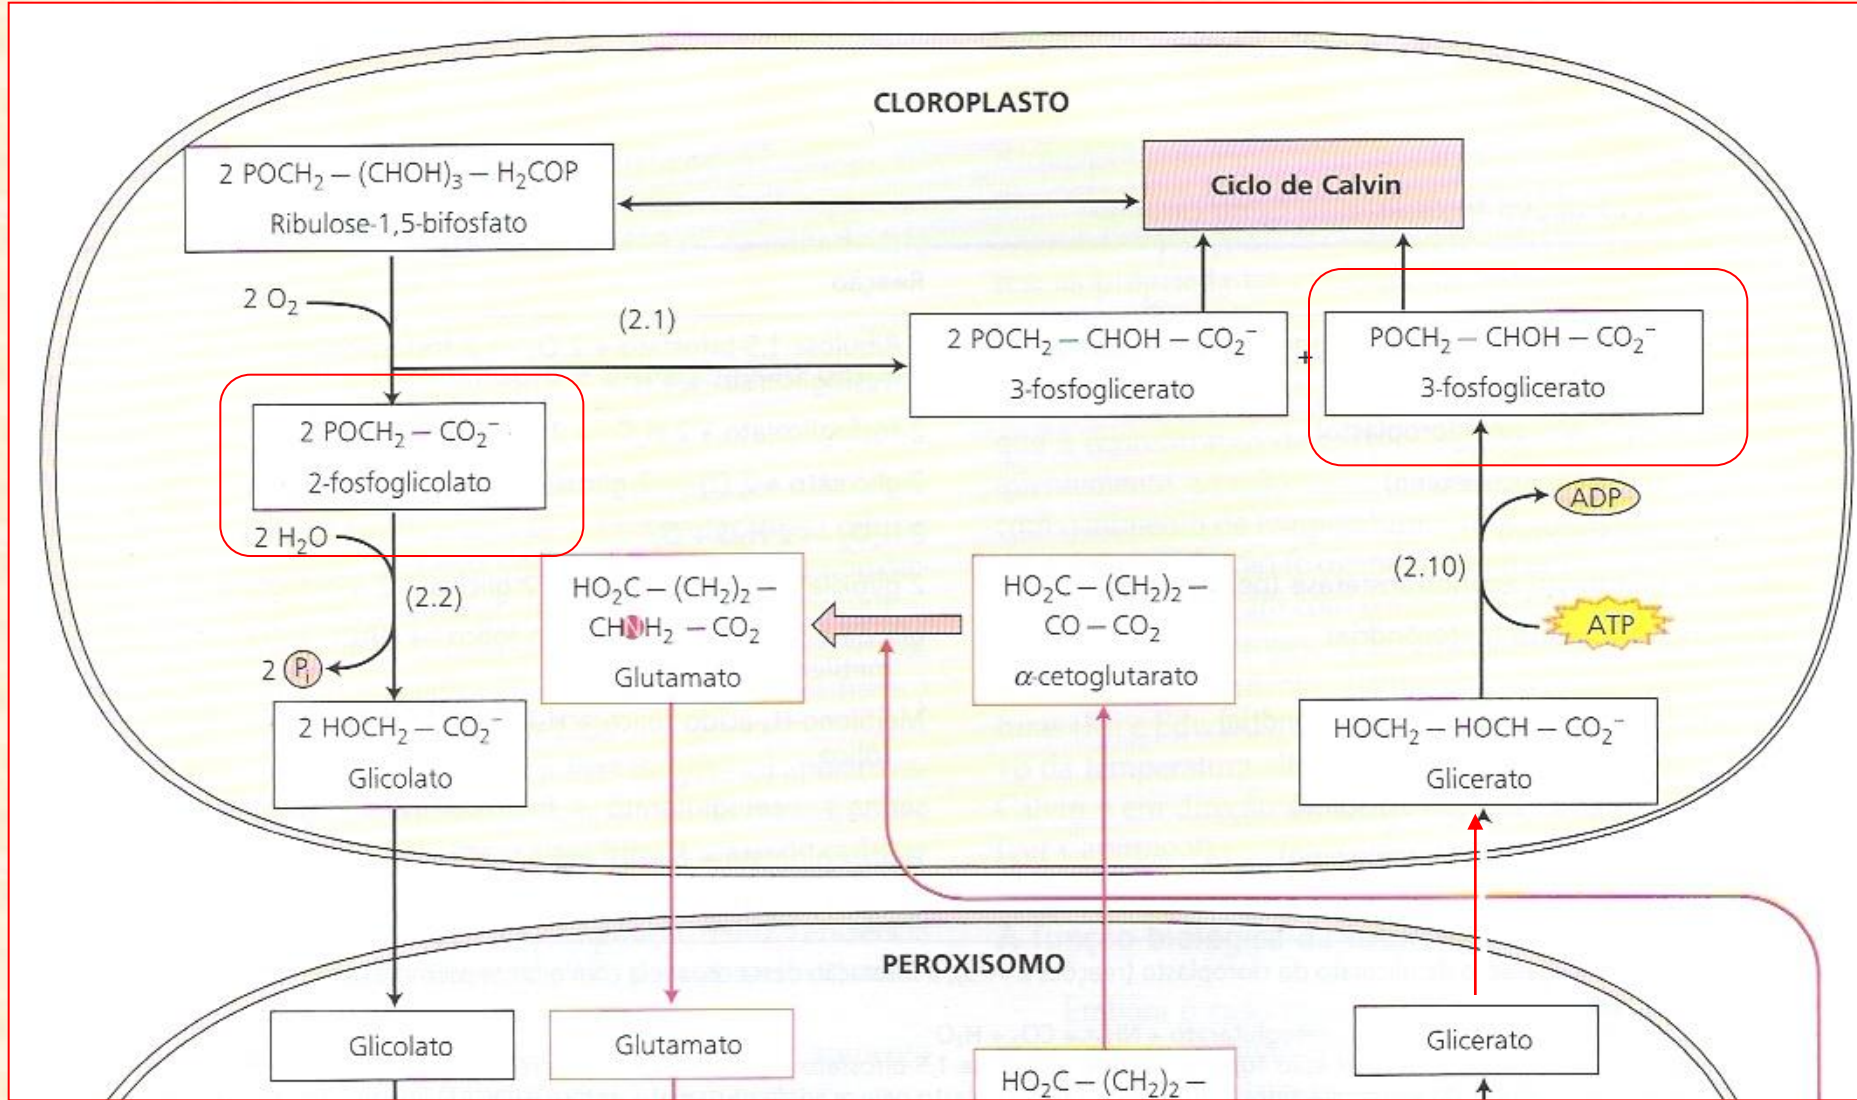 CLOROPLASTO
2 POCH₂ – (CHOH)₃ – H₂COP
Ribulose-1,5-bifosfato
Ciclo de Calvin
2 O₂
(2.1)
2 POCH₂ – CHOH – CO₂⁻
3-fosfoglicerato
+
POCH₂ – CHOH – CO₂⁻
3-fosfoglicerato
2 POCH₂ – CO₂⁻
2-fosfoglicolato
2 H₂O
(2.2)
2 Pi
HO₂C – (CH₂)₂ –
CHNH₂ – CO₂
Glutamato
HO₂C – (CH₂)₂ –
CO – CO₂
α-cetoglutarato
ADP
(2.10)
ATP
2 HOCH₂ – CO₂⁻
Glicolato
HOCH₂ – HOCH – CO₂⁻
Glicerato
PEROXISOMO
Glicolato
Glutamato
HO₂C – (CH₂)₂ –
Glicerato